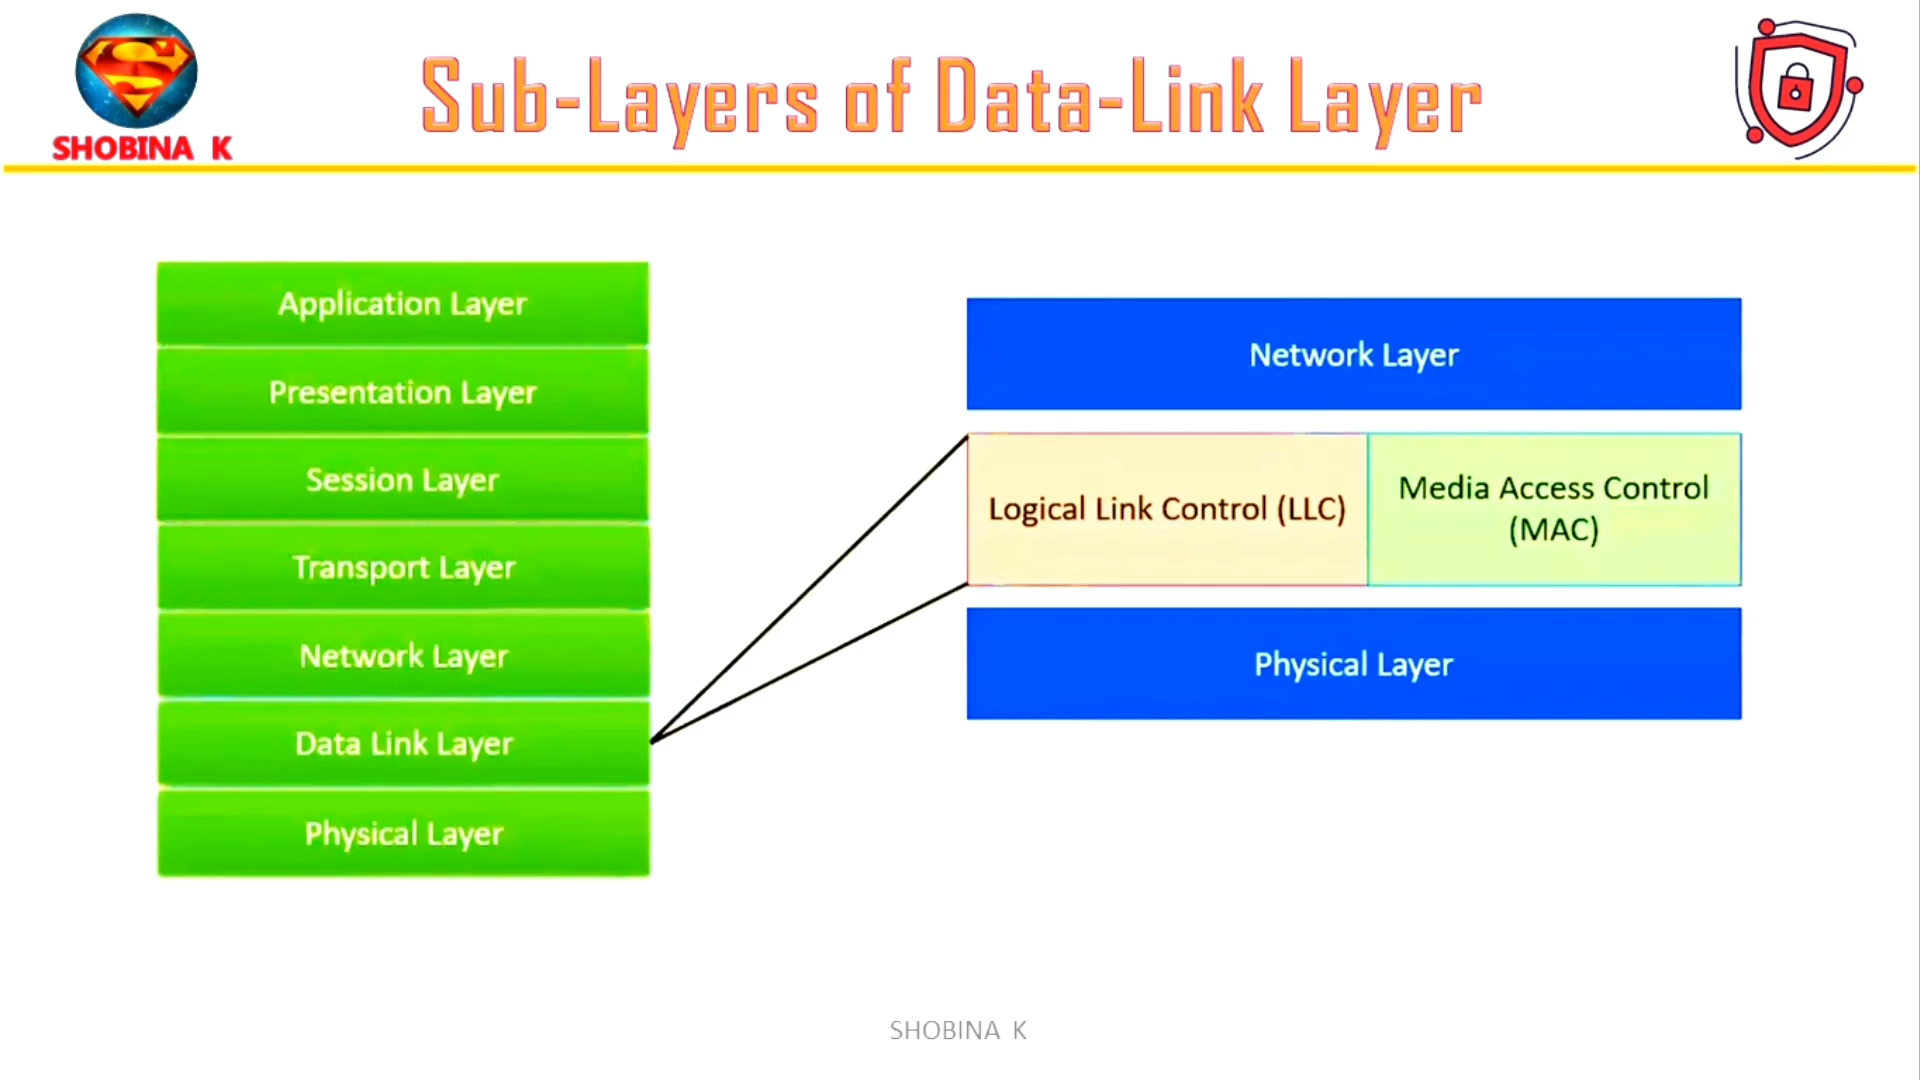 SHOBINA K
Sub-Layers of Data-Link Layer
Application Layer
Presentation Layer
Session Layer
Transport Layer
Network Layer
Data Link Layer
Physical Layer
Network Layer
Logical Link Control (LLC)
Media Access Control
(MAC)
Physical Layer
SHOBINA K